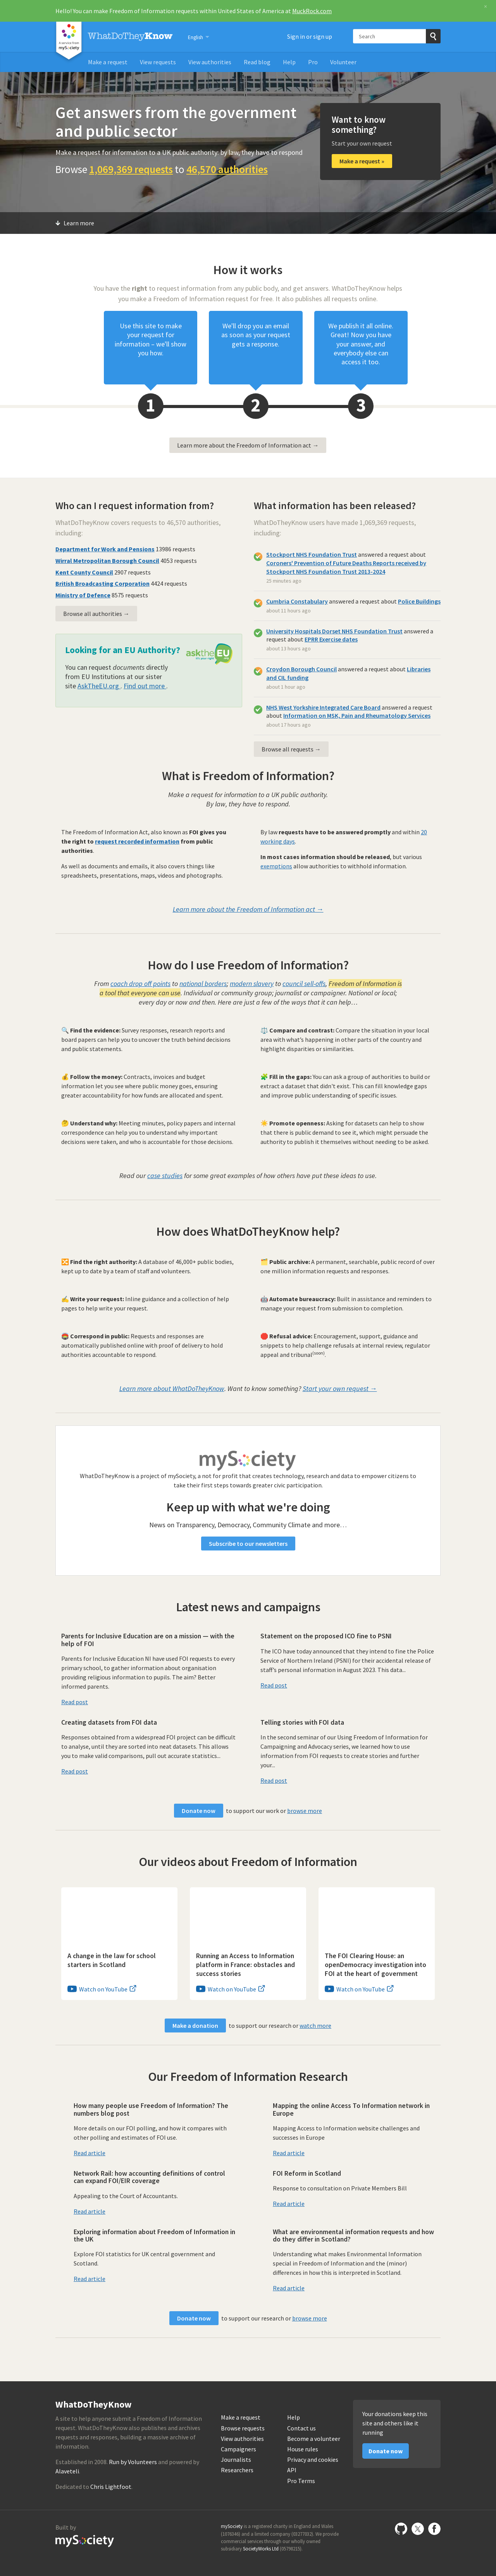 Hello! You can make Freedom of Information requests within United States of America at MuckRock.com
×
A service from mySociety
WhatDoTheyKnow
English
Sign in or sign up
Search
Make a request View requests View authorities Read blog Help Pro Volunteer
Get answers from the government
and public sector
Make a request for information to a UK public authority: by law, they have to respond
Browse 1,069,369 requests to 46,570 authorities
Want to know
something?
Start your own request
Make a request »
Learn more
How it works
You have the right to request information from any public body, and get answers. WhatDoTheyKnow helps
you make a Freedom of Information request for free. It also publishes all requests online.
Use this site to make
your request for
information – we'll show
you how.
We'll drop you an email
as soon as your request
gets a response.
We publish it all online.
Great! Now you have
your answer, and
everybody else can
access it too.
1
2
3
Learn more about the Freedom of Information act →
Who can I request information from?
WhatDoTheyKnow covers requests to 46,570 authorities,
including:
Department for Work and Pensions 13986 requests
Wirral Metropolitan Borough Council 4053 requests
Kent County Council 2907 requests
British Broadcasting Corporation 4424 requests
Ministry of Defence 8575 requests
Browse all authorities →
Looking for an EU Authority?
You can request documents directly
from EU Institutions at our sister
site AskTheEU.org . Find out more .
asktheEU
What information has been released?
WhatDoTheyKnow users have made 1,069,369 requests,
including:
Stockport NHS Foundation Trust answered a request about
Coroners' Prevention of Future Deaths Reports received by
Stockport NHS Foundation Trust 2013-2024
25 minutes ago
Cumbria Constabulary answered a request about Police Buildings
about 11 hours ago
University Hospitals Dorset NHS Foundation Trust answered a
request about EPRR Exercise dates
about 13 hours ago
Croydon Borough Council answered a request about Libraries
and CIL funding
about 1 hour ago
NHS West Yorkshire Integrated Care Board answered a request
about Information on MSK, Pain and Rheumatology Services
about 17 hours ago
Browse all requests →
What is Freedom of Information?
Make a request for information to a UK public authority.
By law, they have to respond.
The Freedom of Information Act, also known as FOI gives you
the right to request recorded information from public
authorities.
As well as documents and emails, it also covers things like
spreadsheets, presentations, maps, videos and photographs.
By law requests have to be answered promptly and within 20
working days.
In most cases information should be released, but various
exemptions allow authorities to withhold information.
Learn more about the Freedom of Information act →
How do I use Freedom of Information?
From coach drop off points to national borders; modern slavery to council sell-offs, Freedom of Information is
a tool that everyone can use. Individual or community group; journalist or campaigner. National or local;
every day or now and then. Here are just a few of the ways that it can help…
🔍 Find the evidence: Survey responses, research reports and
board papers can help you to uncover the truth behind decisions
and public statements.
⚖️ Compare and contrast: Compare the situation in your local
area with what's happening in other parts of the country and
highlight disparities or similarities.
💰 Follow the money: Contracts, invoices and budget
information let you see where public money goes, ensuring
greater accountability for how funds are allocated and spent.
🧩 Fill in the gaps: You can ask a group of authorities to build or
extract a dataset that didn't exist. This can fill knowledge gaps
and improve public understanding of specific issues.
🤔 Understand why: Meeting minutes, policy papers and internal
correspondence can help you to understand why important
decisions were taken, and who is accountable for those decisions.
☀️ Promote openness: Asking for datasets can help to show
that there is public demand to see it, which might persuade the
authority to publish it themselves without needing to be asked.
Read our case studies for some great examples of how others have put these ideas to use.
How does WhatDoTheyKnow help?
🔀 Find the right authority: A database of 46,000+ public bodies,
kept up to date by a team of staff and volunteers.
🗂️ Public archive: A permanent, searchable, public record of over
one million information requests and responses.
✍️ Write your request: Inline guidance and a collection of help
pages to help write your request.
🤖 Automate bureaucracy: Built in assistance and reminders to
manage your request from submission to completion.
📮 Correspond in public: Requests and responses are
automatically published online with proof of delivery to hold
authorities accountable to respond.
🛑 Refusal advice: Encouragement, support, guidance and
snippets to help challenge refusals at internal review, regulator
appeal and tribunal(soon).
Learn more about WhatDoTheyKnow. Want to know something? Start your own request →
mySociety
WhatDoTheyKnow is a project of mySociety, a not for profit that creates technology, research and data to empower citizens to
take their first steps towards greater civic participation.
Keep up with what we're doing
News on Transparency, Democracy, Community Climate and more…
Subscribe to our newsletters
Latest news and campaigns
Parents for Inclusive Education are on a mission — with the
help of FOI
Parents for Inclusive Education NI have used FOI requests to every
primary school, to gather information about organisation
providing religious information to pupils. The aim? Better
informed parents.
Read post
Statement on the proposed ICO fine to PSNI
The ICO have today announced that they intend to fine the Police
Service of Northern Ireland (PSNI) for their accidental release of
staff's personal information in August 2023. This data...
Read post
Creating datasets from FOI data
Responses obtained from a widespread FOI project can be difficult
to analyse, until they are sorted into neat datasets. This allows
you to make valid comparisons, pull out accurate statistics...
Read post
Telling stories with FOI data
In the second seminar of our Using Freedom of Information for
Campaigning and Advocacy series, we learned how to use
information from FOI requests to create stories and further
your...
Read post
Donate now to support our work or browse more
Our videos about Freedom of Information
A change in the law for school
starters in Scotland
Watch on YouTube
Running an Access to Information
platform in France: obstacles and
success stories
Watch on YouTube
The FOI Clearing House: an
openDemocracy investigation into
FOI at the heart of government
Watch on YouTube
Make a donation to support our research or watch more
Our Freedom of Information Research
How many people use Freedom of Information? The
numbers blog post
More details on our FOI polling, and how it compares with
other polling and estimates of FOI use.
Read article
Mapping the online Access To Information network in
Europe
Mapping Access to Information website challenges and
successes in Europe
Read article
Network Rail: how accounting definitions of control
can expand FOI/EIR coverage
Appealing to the Court of Accountants.
Read article
FOI Reform in Scotland
Response to consultation on Private Members Bill
Read article
Exploring information about Freedom of Information in
the UK
Explore FOI statistics for UK central government and
Scotland.
Read article
What are environmental information requests and how
do they differ in Scotland?
Understanding what makes Environmental Information
special in Freedom of Information and the (minor)
differences in how this is interpreted in Scotland.
Read article
Donate now to support our research or browse more
WhatDoTheyKnow
A site to help anyone submit a Freedom of Information
request. WhatDoTheyKnow also publishes and archives
requests and responses, building a massive archive of
information.
Established in 2008. Run by Volunteers and powered by
Alaveteli.
Dedicated to Chris Lightfoot.
Make a request
Browse requests
View authorities
Campaigners
Journalists
Researchers
Help
Contact us
Become a volunteer
House rules
Privacy and cookies
API
Pro Terms
Your donations keep this
site and others like it
running
Donate now
Built by
mySociety
mySociety is a registered charity in England and Wales
(1076346) and a limited company (03277032). We provide
commercial services through our wholly owned
subsidiary SocietyWorks Ltd (05798215).